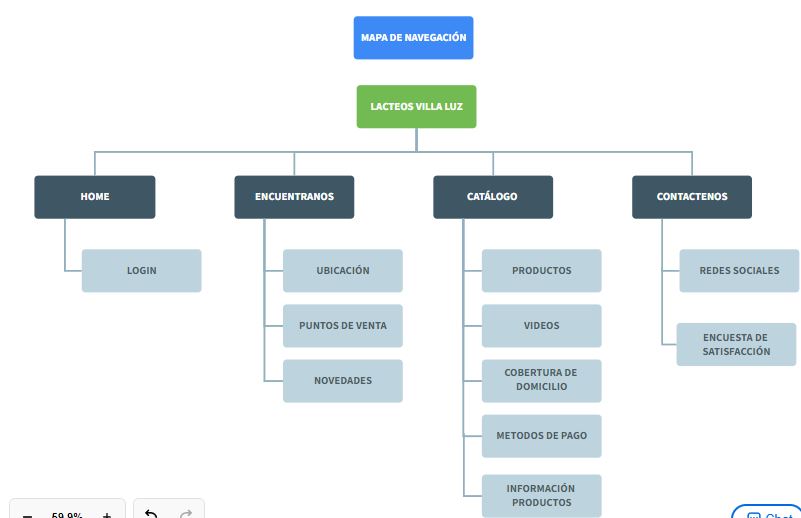 MAPA DE NAVEGACIÓN
LACTEOS VILLA LUZ
HOME
ENCUENTRANOS
CATÁLOGO
CONTACTENOS
LOGIN
UBICACIÓN
PRODUCTOS
REDES SOCIALES
PUNTOS DE VENTA
VIDEOS
ENCUESTA DE
SATISFACCIÓN
NOVEDADES
COBERTURA DE
DOMICILIO
METODOS DE PAGO
INFORMACIÓN
PRODUCTOS
59.9%
Chat